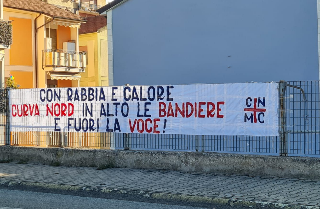 CON RABBIA E CALORE
CURVA NORD IN ALTO LE BANDIERE
E FUORI LA VOCE!
CN
MC